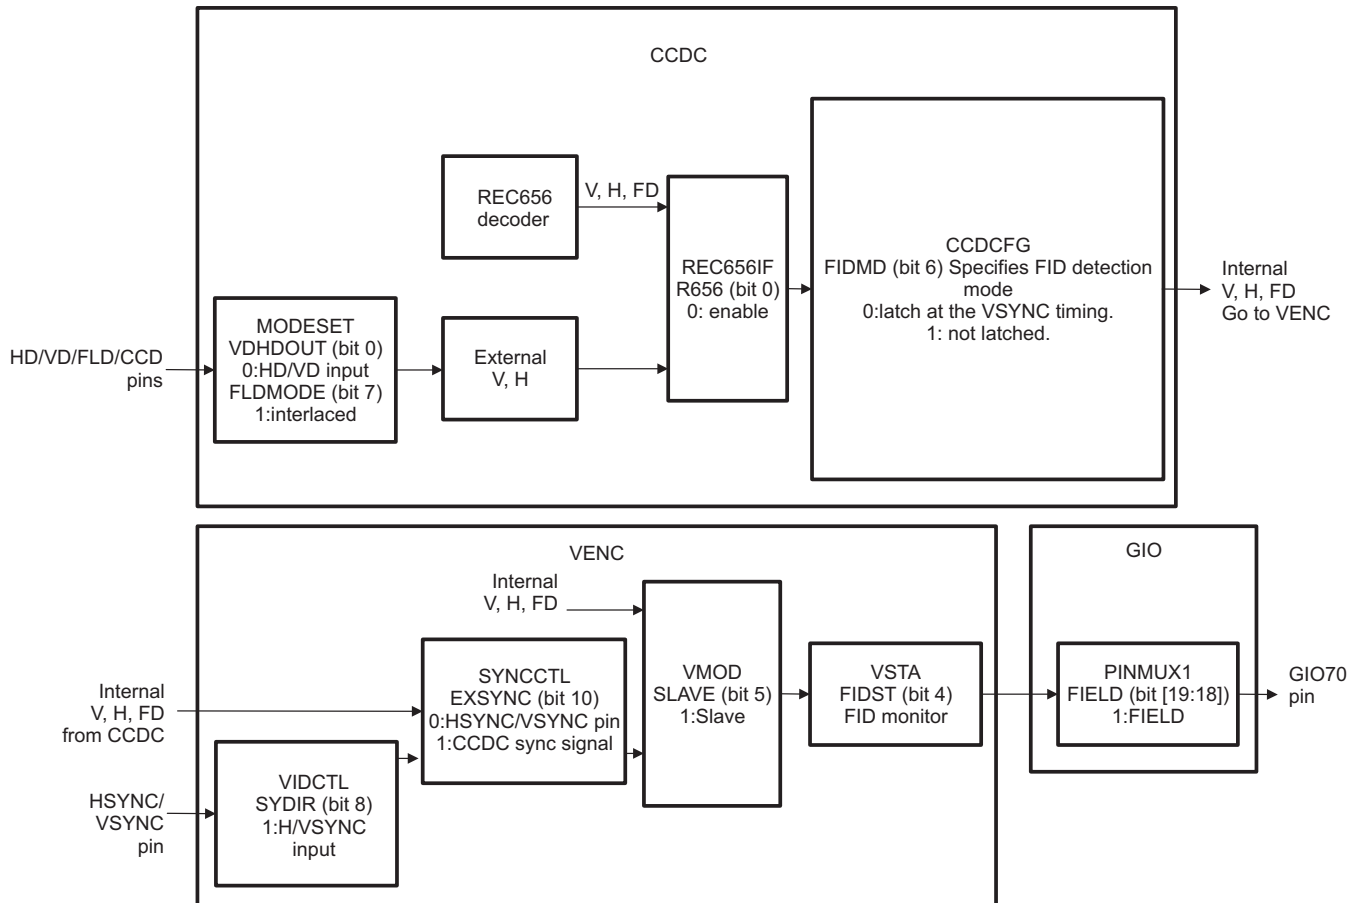 CCDC
REC656
decoder
V, H, FD
HD/VD/FLD/CCD
pins
MODESET
VDHDOUT (bit 0)
0:HD/VD input
FLDMODE (bit 7)
1:interlaced
External
V, H
REC656IF
R656 (bit 0)
0: enable
CCDCFG
FIDMD (bit 6) Specifies FID detection
mode
0:latch at the VSYNC timing.
1: not latched.
Internal
V, H, FD
Go to VENC
VENC
Internal
V, H, FD
Internal
V, H, FD
from CCDC
HSYNC/
VSYNC
pin
VIDCTL
SYDIR (bit 8)
1:H/VSYNC
input
SYNCCTL
EXSYNC (bit 10)
0:HSYNC/VSYNC pin
1:CCDC sync signal
VMOD
SLAVE (bit 5)
1:Slave
VSTA
FIDST (bit 4)
FID monitor
GIO
PINMUX1
FIELD (bit [19:18])
1:FIELD
GIO70
pin